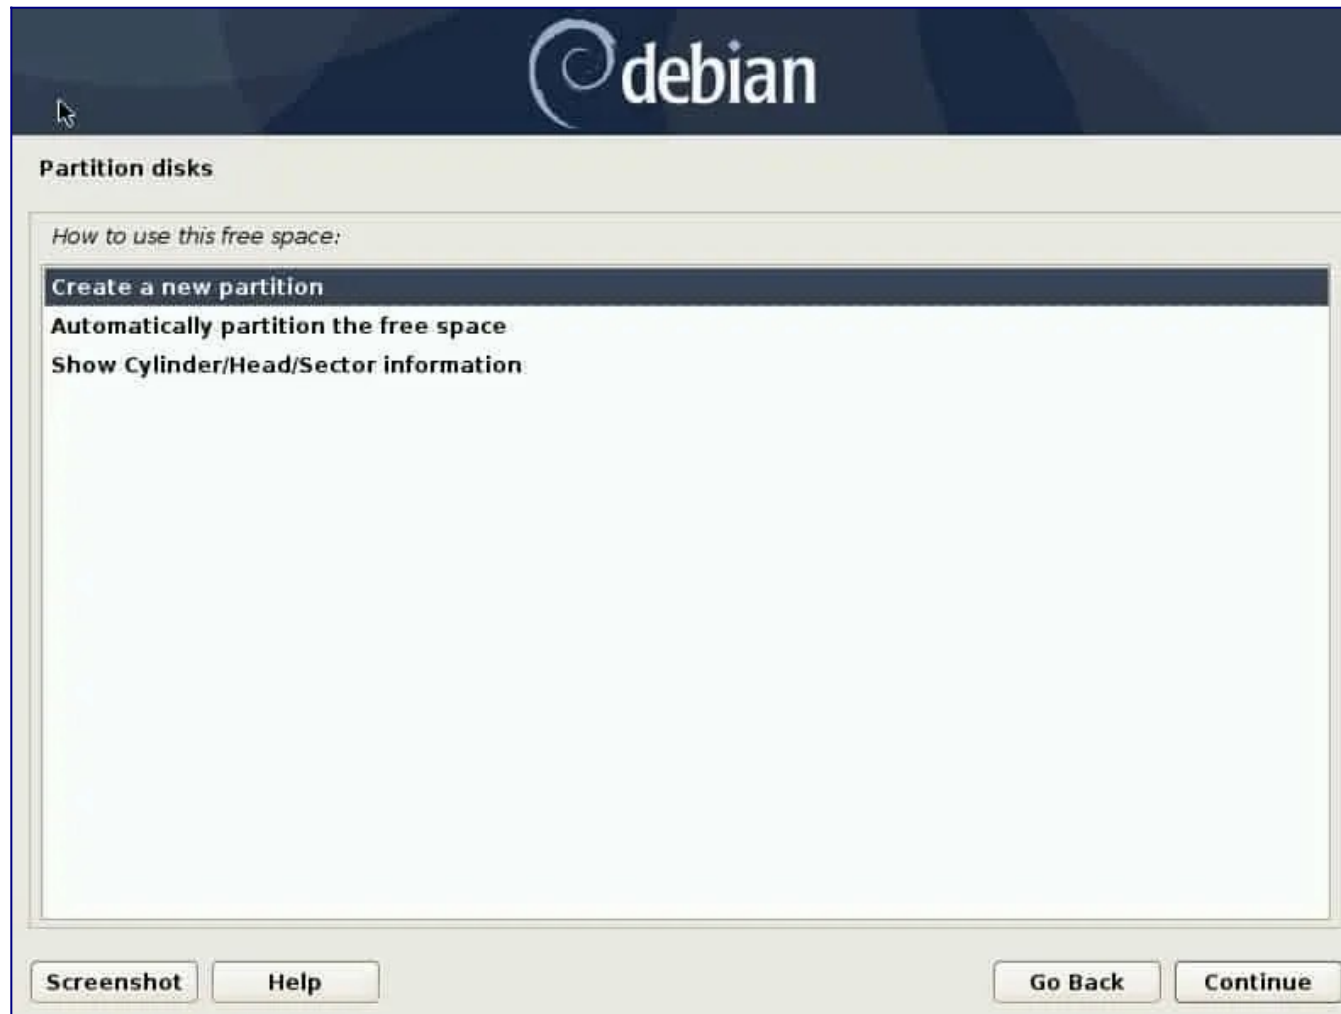 debian
Partition disks
How to use this free space:
Create a new partition
Automatically partition the free space
Show Cylinder/Head/Sector information
Screenshot
Help
Go Back
Continue